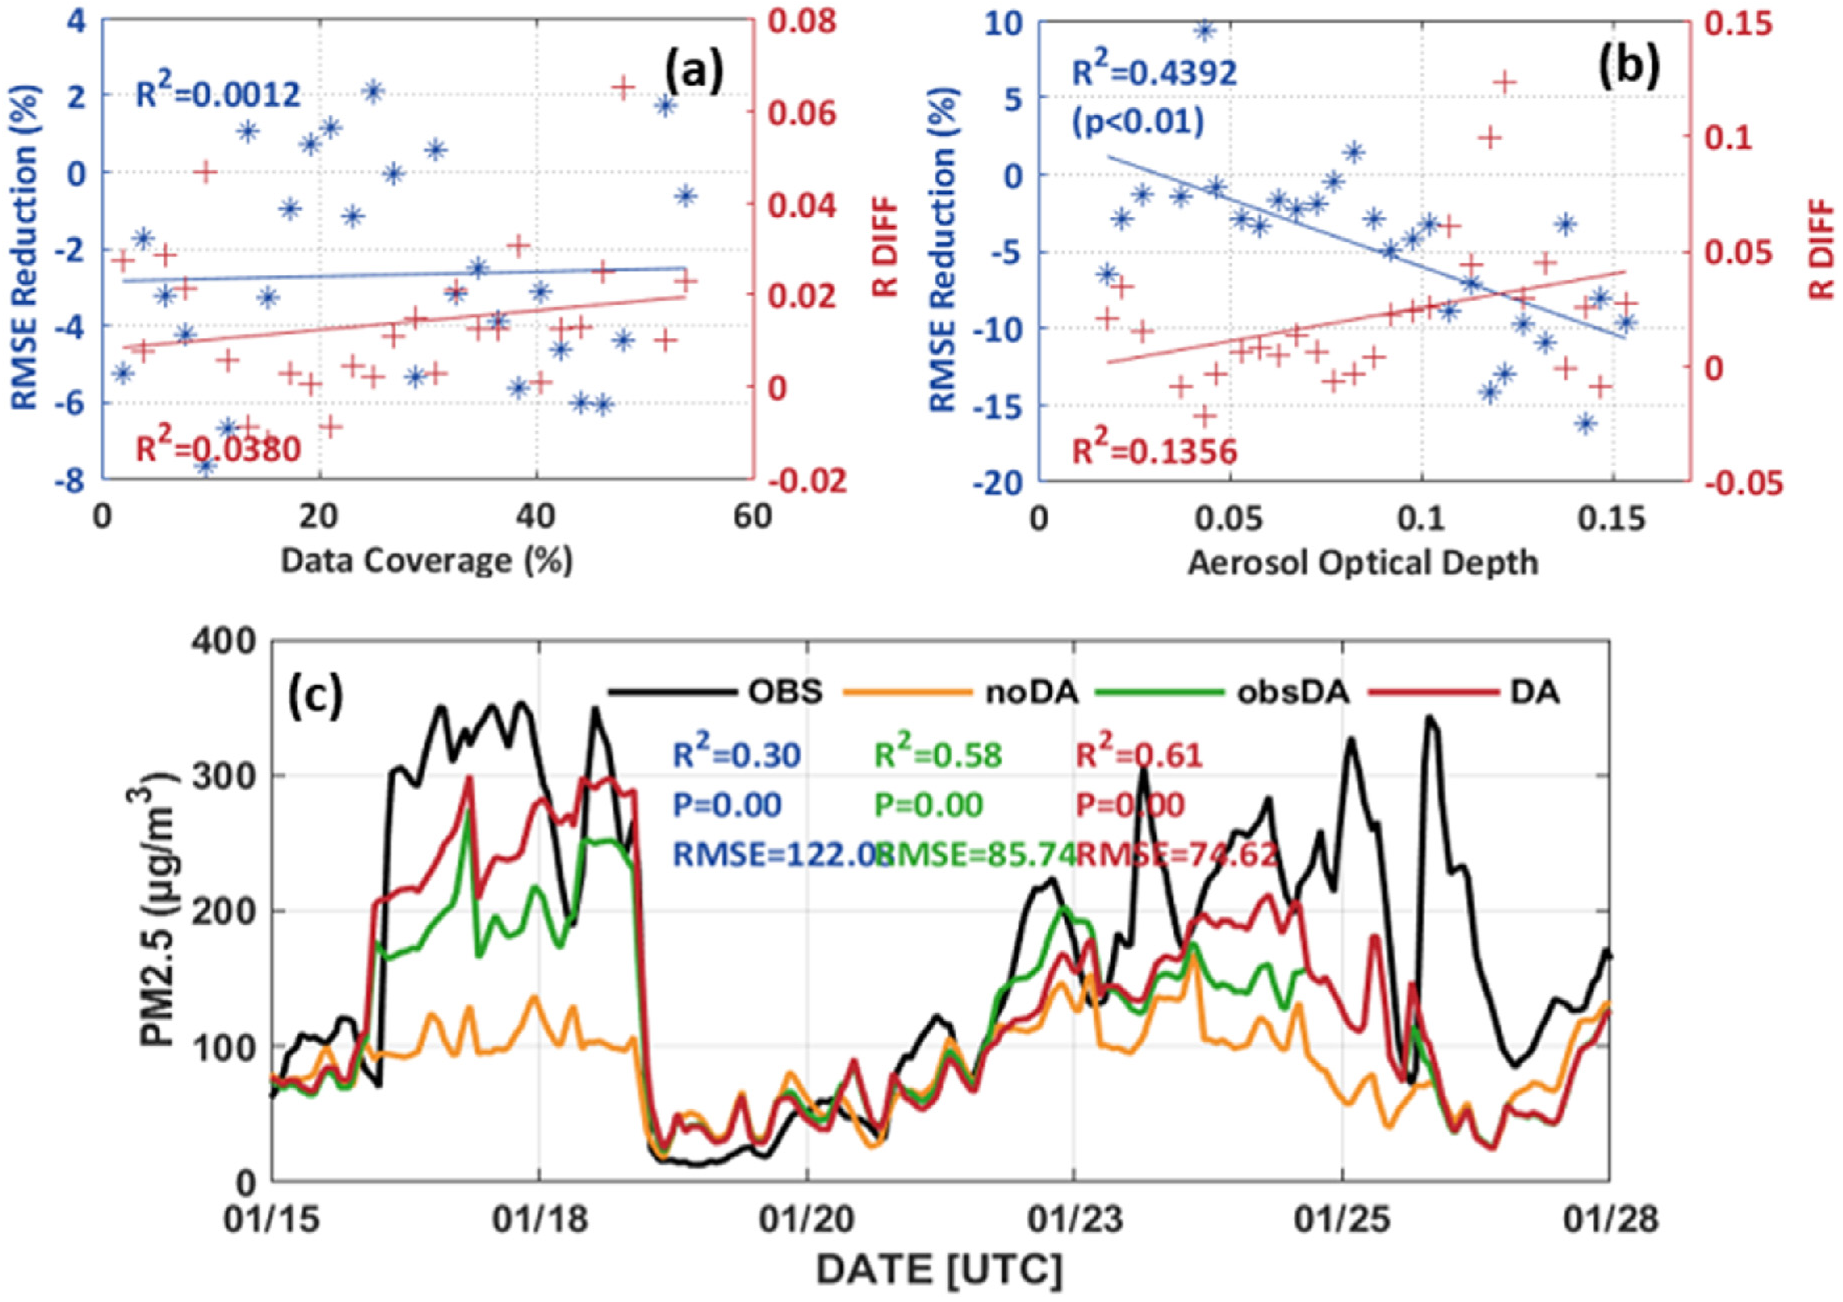 (a)
R²=0.0012
R²=0.0380
4
2
0
-2
-4
-6
-8
RMSE Reduction (%)
0.08
0.06
0.04
0.02
0
-0.02
R DIFF
0
20
40
60
Data Coverage (%)
(b)
R²=0.4392
(p<0.01)
R²=0.1356
10
5
0
-5
-10
-15
-20
RMSE Reduction (%)
0.15
0.1
0.05
0
-0.05
R DIFF
0
0.05
0.1
0.15
Aerosol Optical Depth
(c)
OBS noDA obsDA DA
R²=0.30 R²=0.58 R²=0.61
P=0.00 P=0.00 P=0.00
RMSE=85.74 RMSE=74.62
400
300
200
100
0
PM2.5 (μg/m³)
01/15 01/18 01/20 01/23 01/25 01/28
DATE [UTC]